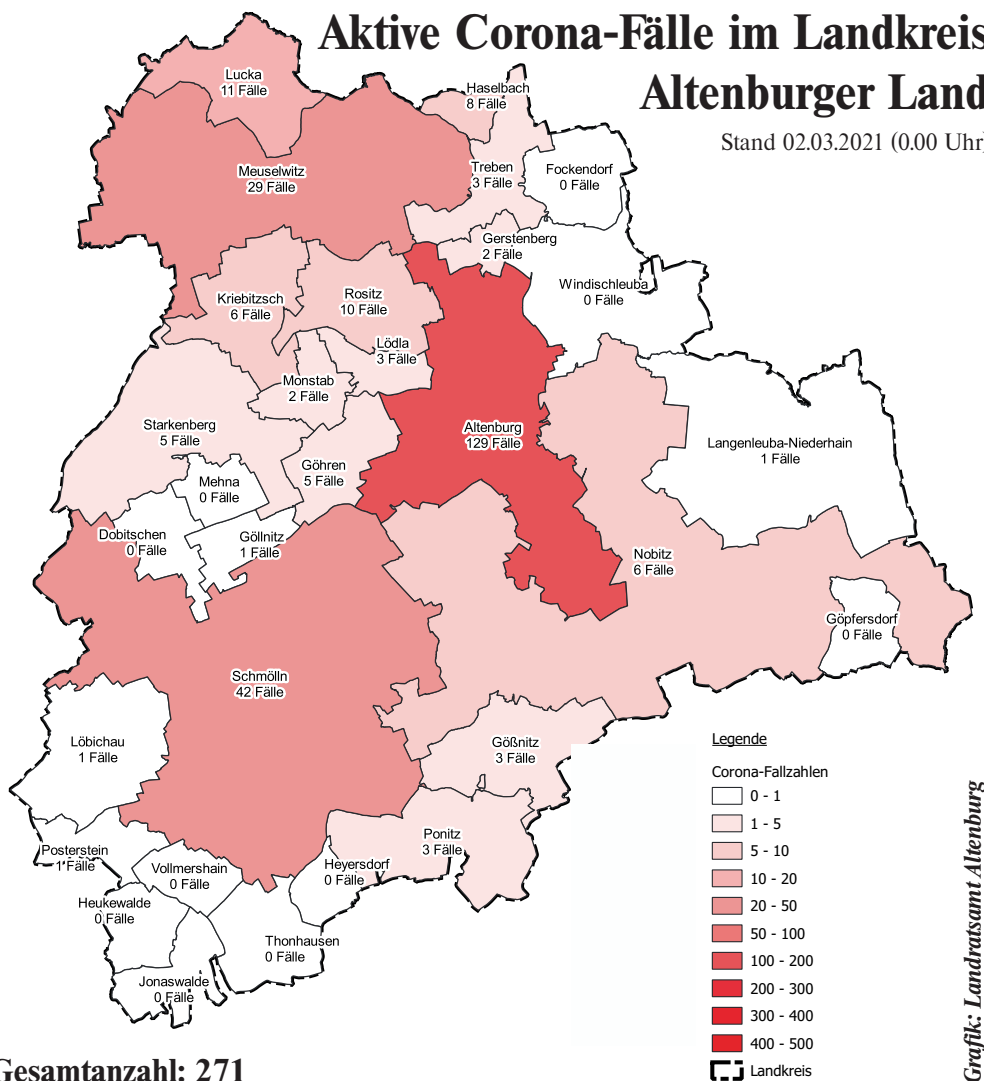 Aktive Corona-Fälle im Landkreis
Altenburger Land
Stand 02.03.2021 (0.00 Uhr)
Lucka
11 Fälle
Haselbach
8 Fälle
Meuselwitz
29 Fälle
Treben
3 Fälle
Fockendorf
0 Fälle
Gerstenberg
2 Fälle
Windischleuba
0 Fälle
Kriebitzsch
6 Fälle
Rositz
10 Fälle
Lödla
3 Fälle
Monstab
2 Fälle
Starkenberg
5 Fälle
Altenburg
129 Fälle
Langenleuba-Niederhain
1 Fälle
Göhren
5 Fälle
Mehna
0 Fälle
Dobitschen
0 Fälle
Göllnitz
1 Fälle
Nobitz
6 Fälle
Göpfersdorf
0 Fälle
Schmölln
42 Fälle
Löbichau
1 Fälle
Gößnitz
3 Fälle
Ponitz
3 Fälle
Posterstein
1 Fälle
Vollmershain
0 Fälle
Heyersdorf
0 Fälle
Heukewalde
0 Fälle
Thonhausen
0 Fälle
Jonaswalde
0 Fälle
Legende
Corona-Fallzahlen
0 - 1
1 - 5
5 - 10
10 - 20
20 - 50
50 - 100
100 - 200
200 - 300
300 - 400
400 - 500
Landkreis
Grafik: Landratsamt Altenburg
Gesamtanzahl: 271